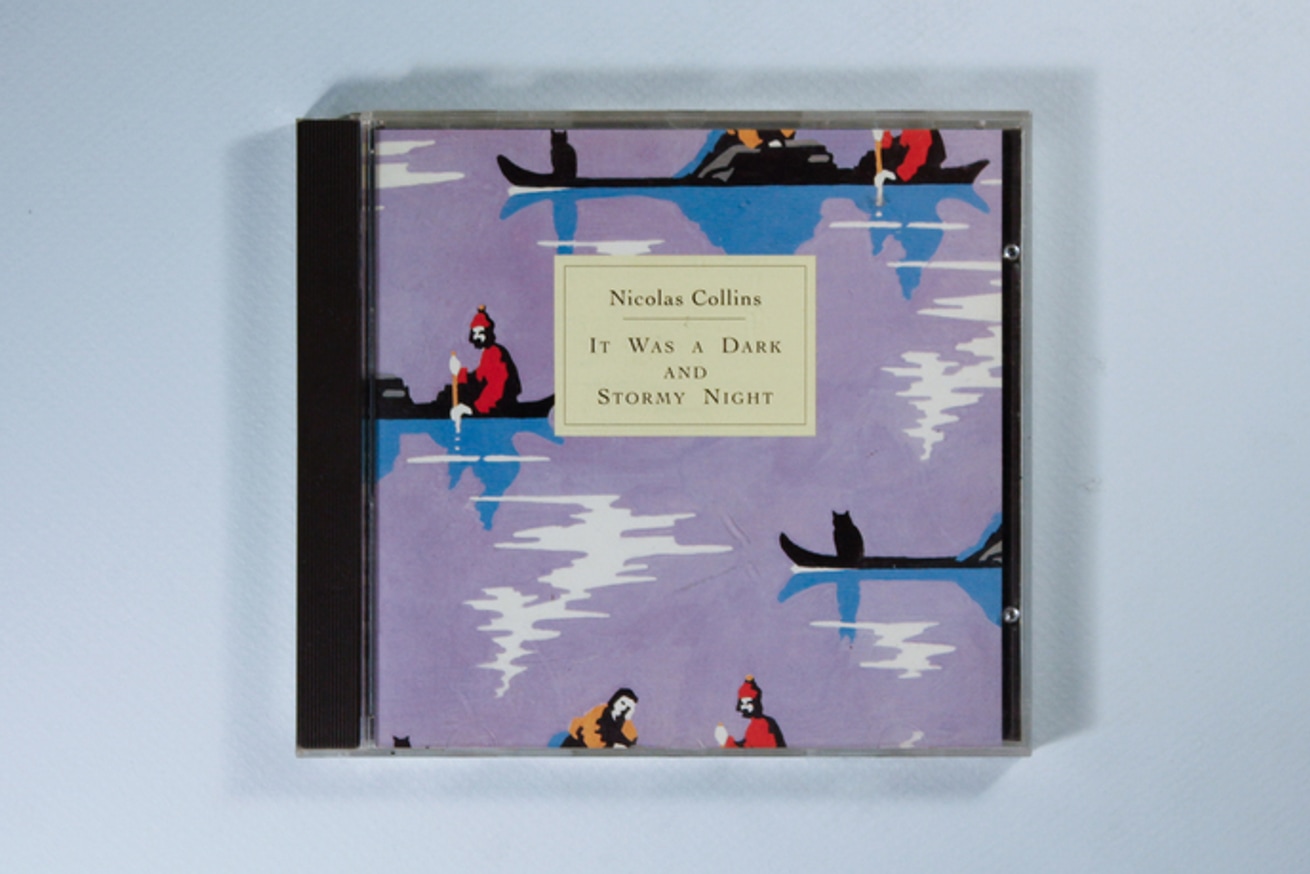 Nicolas Collins
It Was a Dark
and
Stormy Night